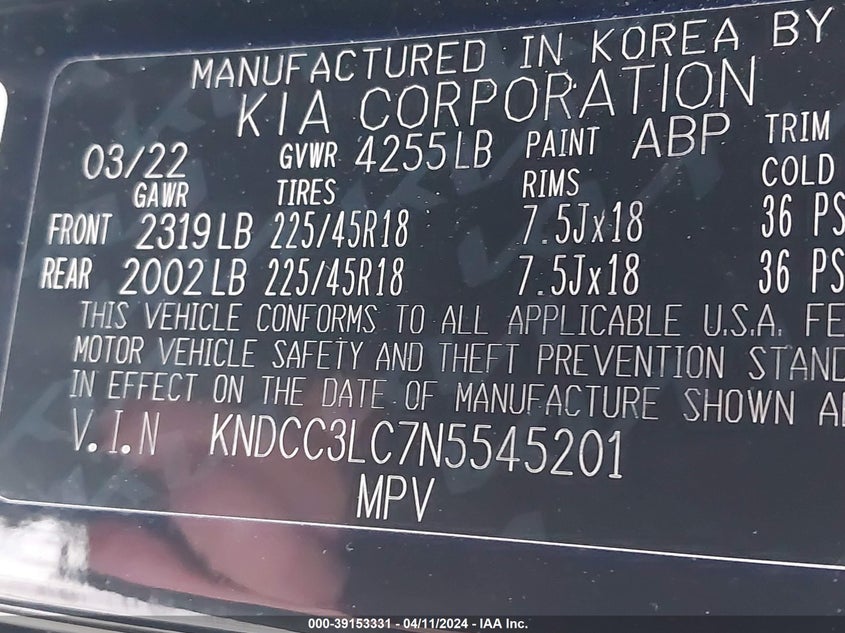 MANUFACTURED IN KOREA BY
KIA CORPORATION
03/22 GVWR 4255LB PAINT ABP TRIM
GAWR TIRES RIMS COLD
FRONT 2319LB 225/45R18 7.5Jx18 36 PS
REAR 2002LB 225/45R18 7.5Jx18 36 PS
THIS VEHICLE CONFORMS TO ALL APPLICABLE U.S.A. FE
MOTOR VEHICLE SAFETY AND THEFT PREVENTION STAND
IN EFFECT ON THE DATE OF MANUFACTURE SHOWN A
V.I.N KNDCC3LC7N5545201
MPV
000-39153331 - 04/11/2024 - IAA Inc.